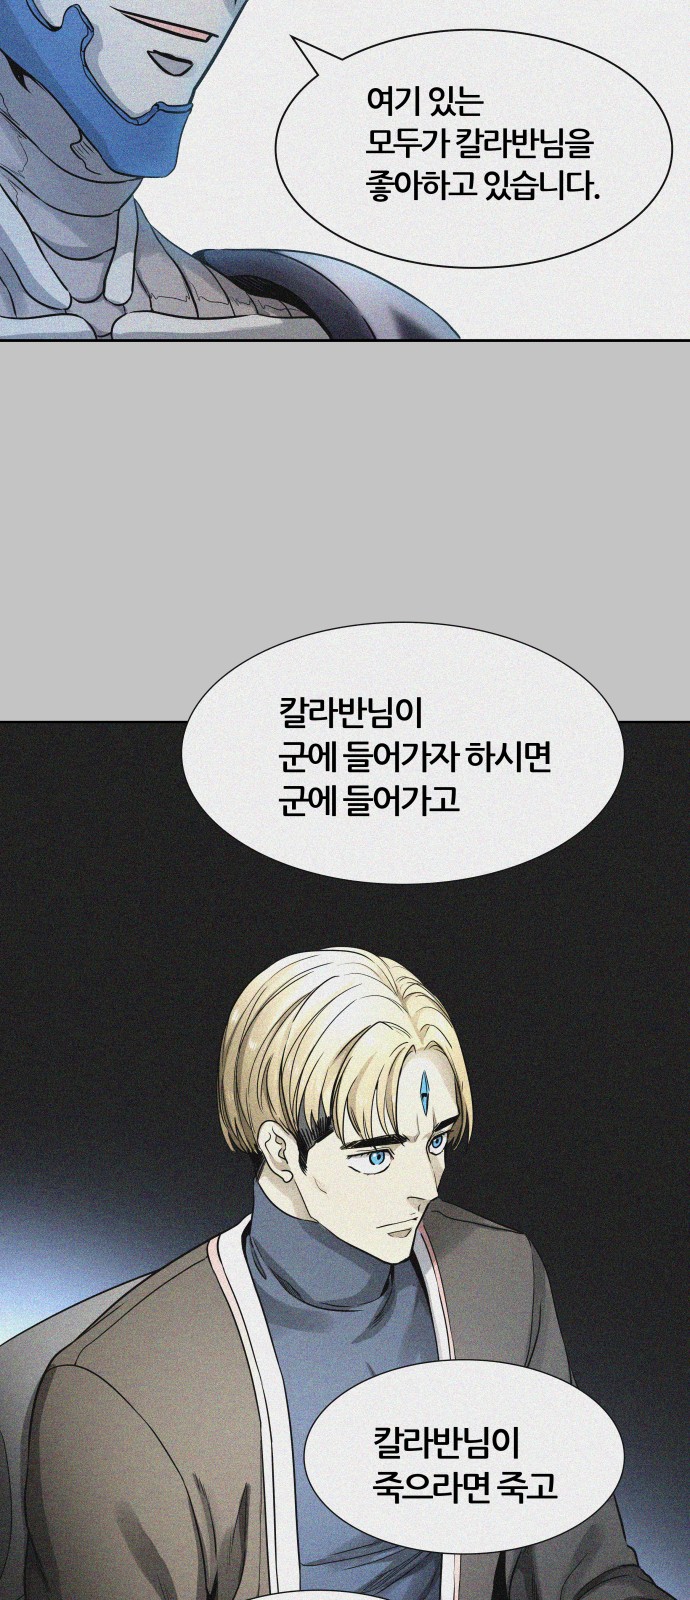 여기 있는
모두가 칼라반님을
좋아하고 있습니다.
칼라반님이
군에 들어가자 하시면
군에 들어가고
칼라반님이
죽으라면 죽고